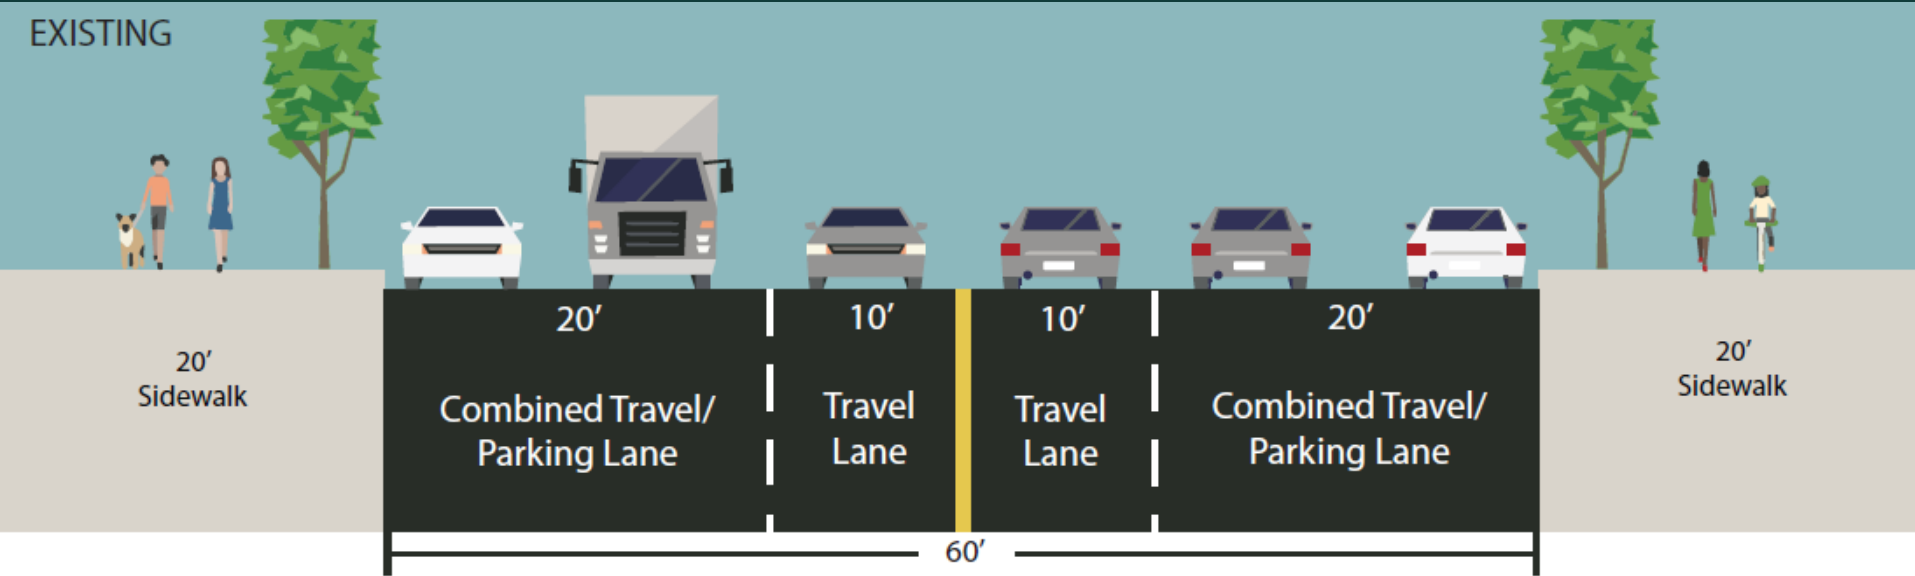 EXISTING
20’
Sidewalk
20’
Combined Travel/
Parking Lane
10’
Travel
Lane
10’
Travel
Lane
20’
Combined Travel/
Parking Lane
20’
Sidewalk
60’